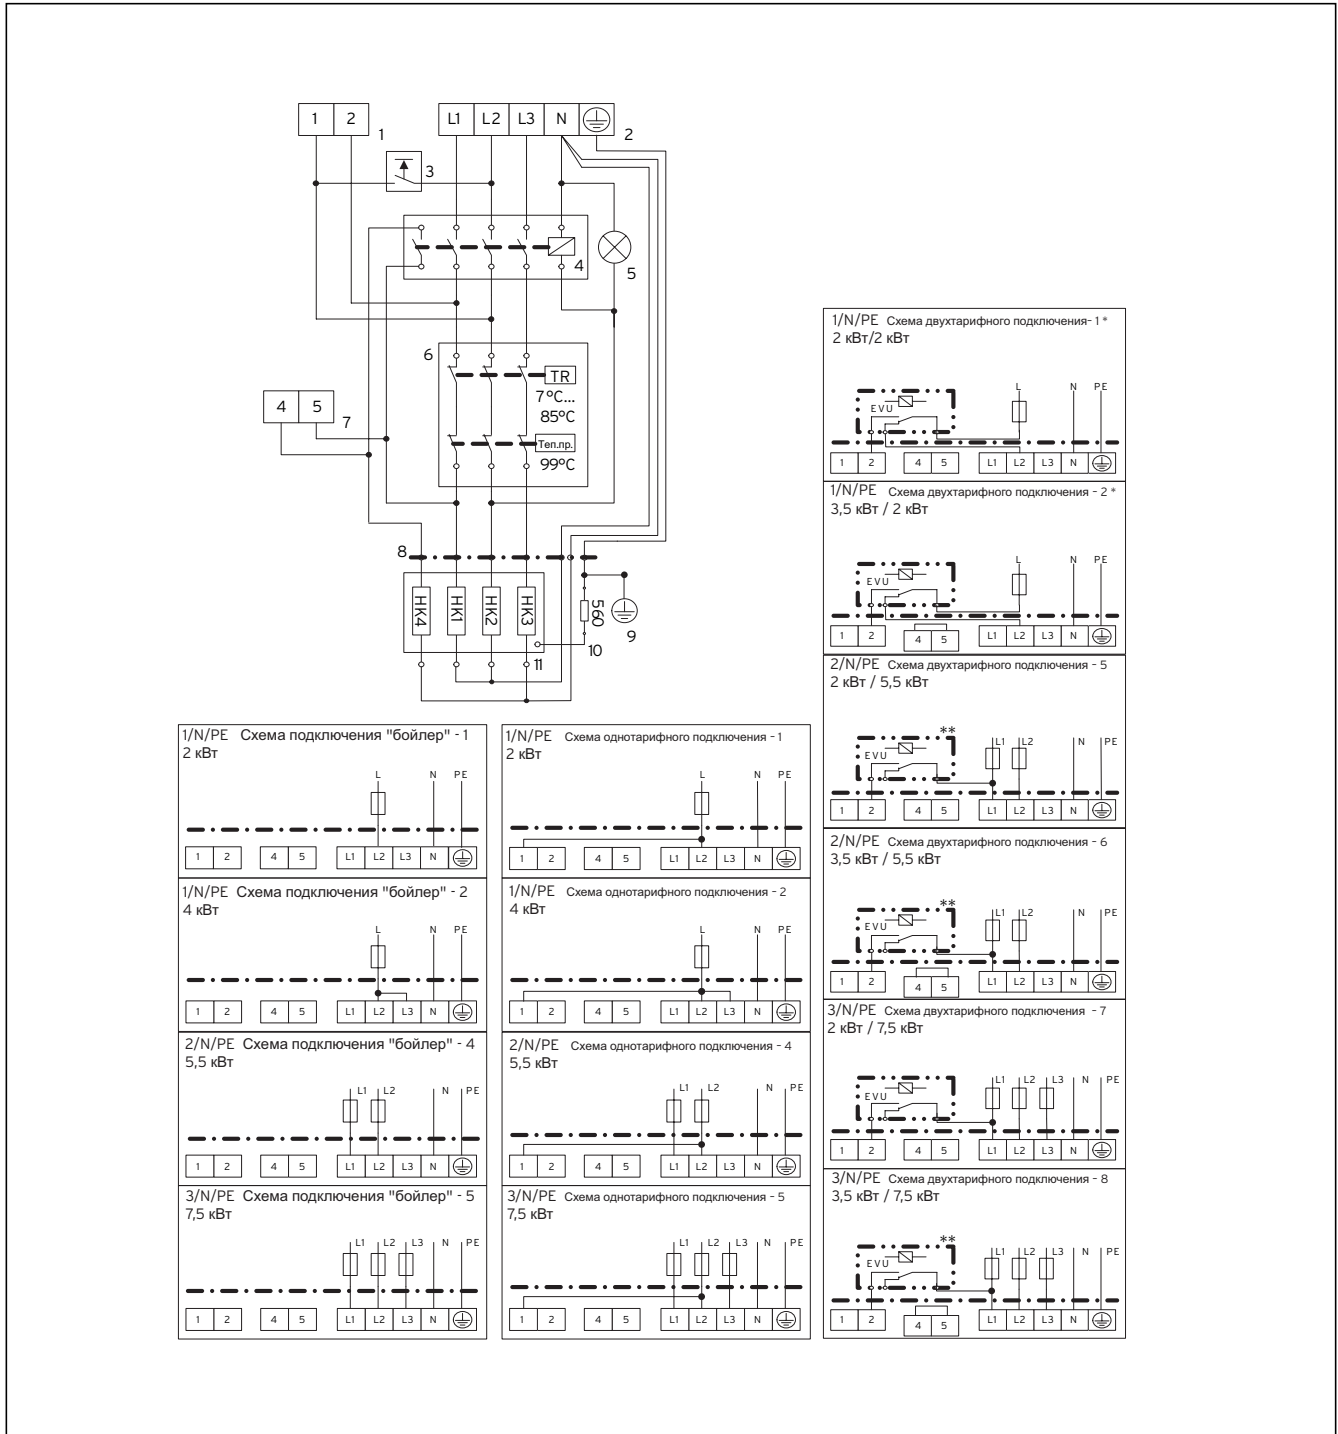 1 2 1
L1 L2 L3 N 2
3
4
5
6
TR
7°C...
85°C
Теп.пр.
99°C
4 5 7
8
HK4 HK1 HK2 HK3
560
9
10
11
1/N/PE Схема подключения "бойлер" - 1
2 кВт
L N PE
1 2 4 5 L1 L2 L3 N
1/N/PE Схема подключения "бойлер" - 2
4 кВт
L N PE
1 2 4 5 L1 L2 L3 N
2/N/PE Схема подключения "бойлер" - 4
5,5 кВт
L1 L2 N PE
1 2 4 5 L1 L2 L3 N
3/N/PE Схема подключения "бойлер" - 5
7,5 кВт
L1 L2 L3 N PE
1 2 4 5 L1 L2 L3 N
1/N/PE Схема однотарифного подключения - 1
2 кВт
L N PE
1 2 4 5 L1 L2 L3 N
1/N/PE Схема однотарифного подключения - 2
4 кВт
L N PE
1 2 4 5 L1 L2 L3 N
2/N/PE Схема однотарифного подключения - 4
5,5 кВт
L1 L2 N PE
1 2 4 5 L1 L2 L3 N
3/N/PE Схема однотарифного подключения - 5
7,5 кВт
L1 L2 L3 N PE
1 2 4 5 L1 L2 L3 N
1/N/PE Схема двухтарифного подключения- 1 *
2 кВт/2 кВт
L N PE
EVU
1 2 4 5 L1 L2 L3 N
1/N/PE Схема двухтарифного подключения - 2 *
3,5 кВт / 2 кВт
L N PE
EVU
1 2 4 5 L1 L2 L3 N
2/N/PE Схема двухтарифного подключения - 5
2 кВт / 5,5 кВт
**
L1 L2 N PE
EVU
1 2 4 5 L1 L2 L3 N
2/N/PE Схема двухтарифного подключения - 6
3,5 кВт / 5,5 кВт
**
L1 L2 N PE
EVU
1 2 4 5 L1 L2 L3 N
3/N/PE Схема двухтарифного подключения - 7
2 кВт / 7,5 кВт
L1 L2 L3 N PE
EVU
1 2 4 5 L1 L2 L3 N
3/N/PE Схема двухтарифного подключения - 8
3,5 кВт / 7,5 кВт
**
L1 L2 L3 N PE
EVU
1 2 4 5 L1 L2 L3 N